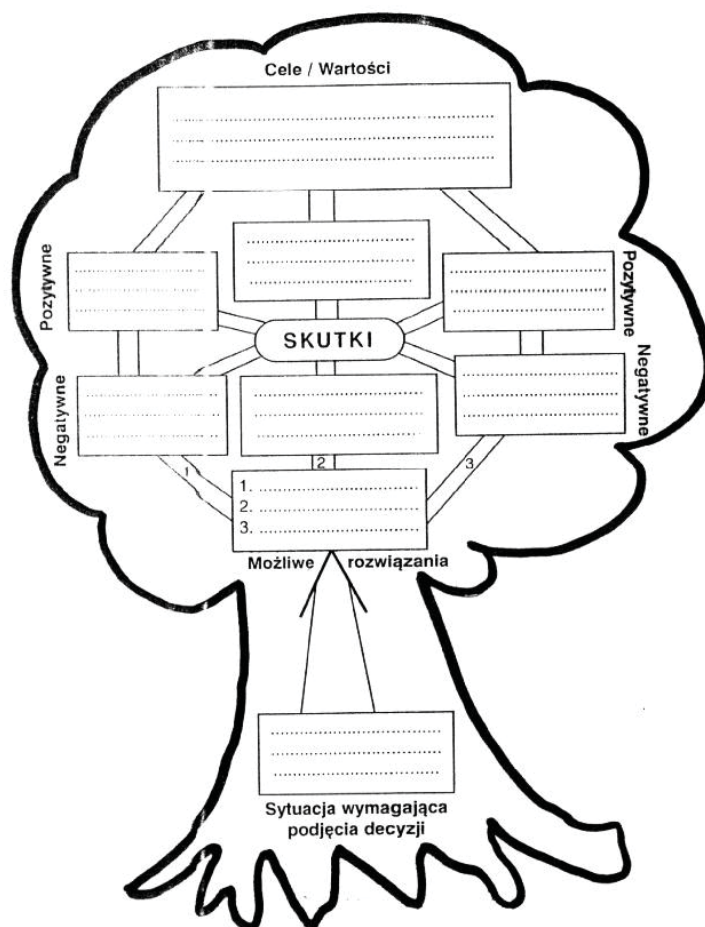 Cele / Wartości
Pozytywne
Pozytywne
SKUTKI
Negatywne
Negatywne
1
2
3
1.
2.
3.
Możliwe rozwiązania
Sytuacja wymagająca
podjęcia decyzji